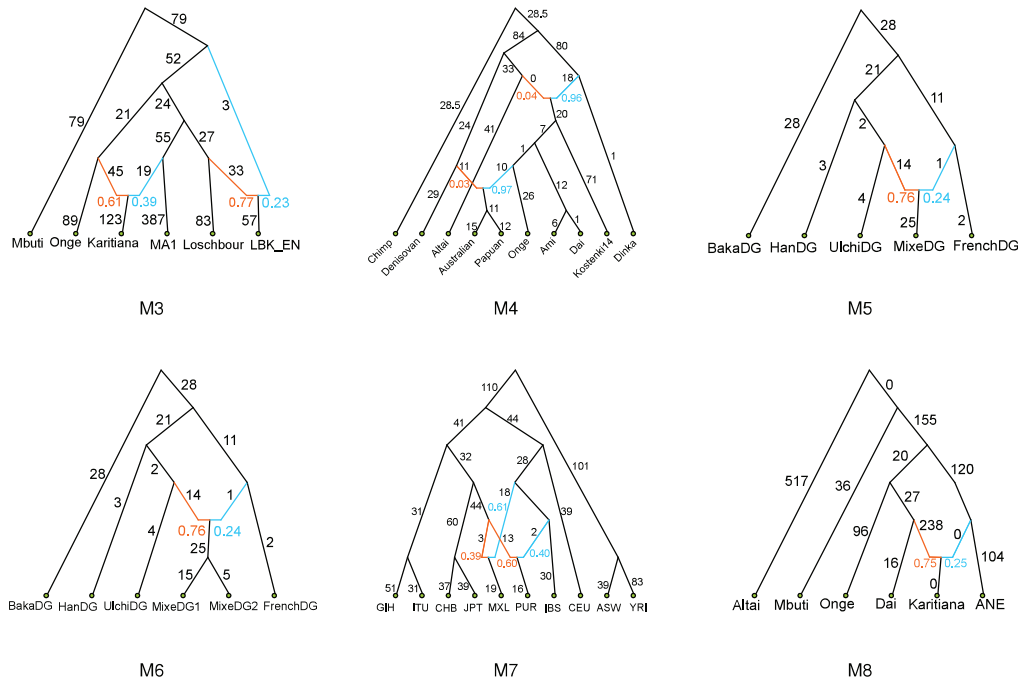 79
52
79
21
24
3
55
27
45
19
33
0.61
0.39
0.77
0.23
89
123
387
83
57
Mbuti
Onge
Karitiana
MA1
Loschbour
LBK_EN
M3
28.5
84
80
33
0
18
0.04
0.96
28.5
24
41
20
7
1
1
11
10
0.03
0.97
29
26
12
71
11
15
12
6
1
Chimp
Denisovan
Altai
Australian
Papuan
Onge
Ami
Dai
Kostenki14
Dinka
M4
28
21
11
28
2
3
14
1
4
0.76
0.24
25
2
BakaDG
HanDG
UlchiDG
MixeDG
FrenchDG
M5
28
21
11
28
2
14
1
3
4
0.76
0.24
25
2
15
5
BakaDG
HanDG
UlchiDG
MixeDG1
MixeDG2
FrenchDG
M6
110
41
44
32
28
101
18
44
0.61
31
60
39
3
13
2
0.39
0.60
0.40
51
31
37
39
19
16
30
39
83
GIH
ITU
CHB
JPT
MXL
PUR
IBS
CEU
ASW
YRI
M7
0
155
20
120
517
36
27
96
238
0
16
0.75
0.25
104
0
Altai
Mbuti
Onge
Dai
Karitiana
ANE
M8